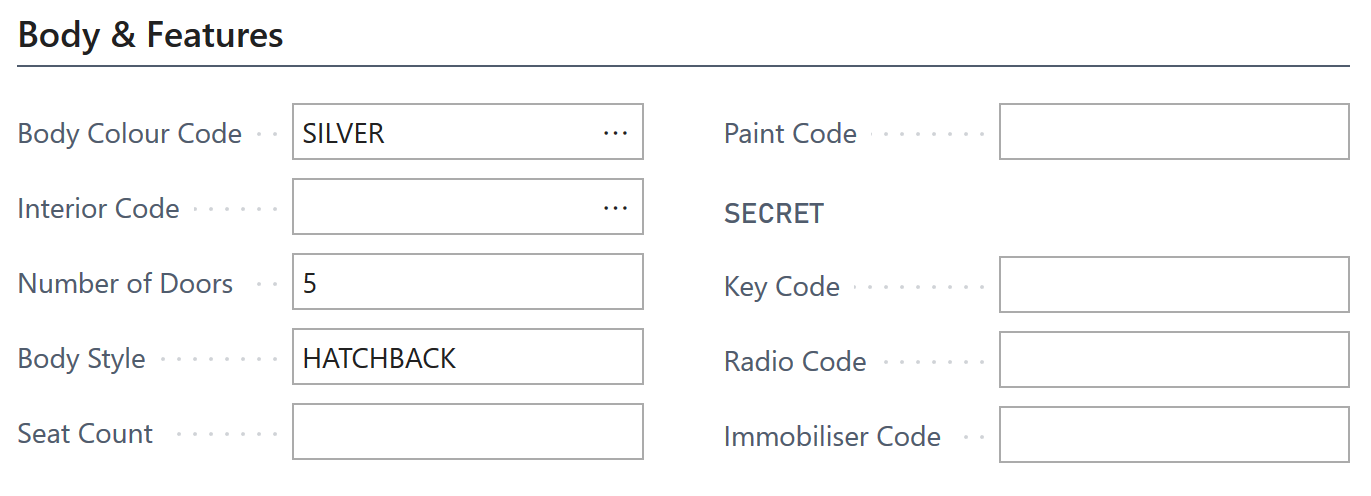 Body & Features
Body Colour Code
SILVER
Interior Code
Number of Doors
5
Body Style
HATCHBACK
Seat Count
Paint Code
SECRET
Key Code
Radio Code
Immobiliser Code